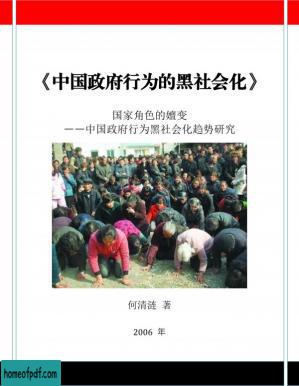 《中国政府行为的黑社会化》
国家角色的嬗变
——中国政府行为黑社会化趋势研究
何清涟 著
2006 年
homeofpdf.com